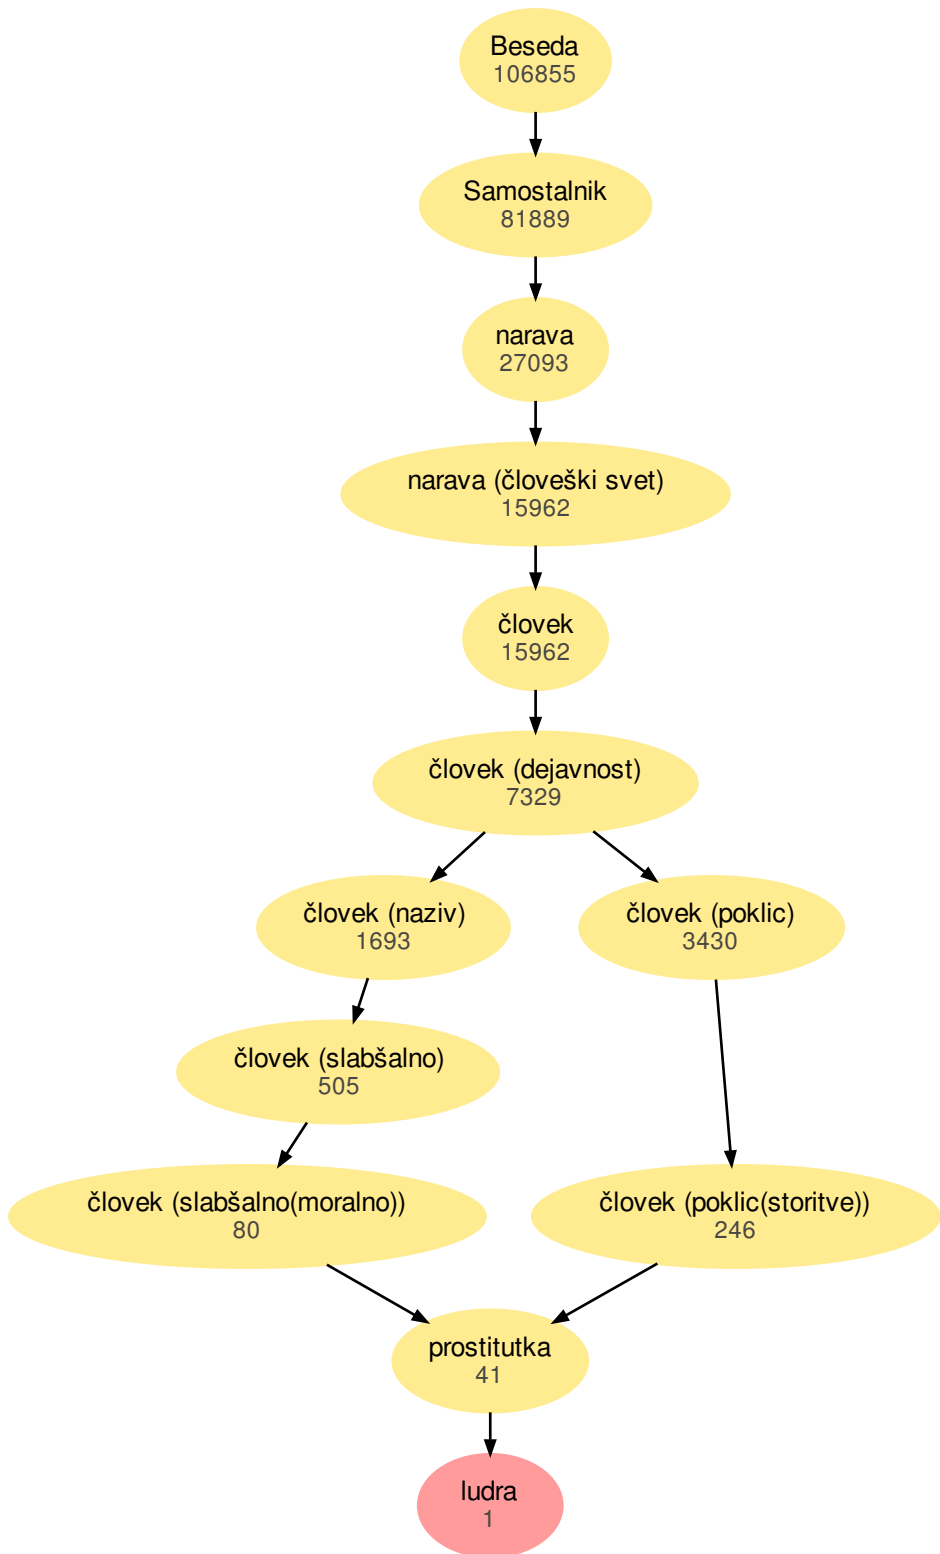 Beseda
106855
Samostalnik
81889
narava
27093
narava (človeški svet)
15962
človek
15962
človek (dejavnost)
7329
človek (naziv)
1693
človek (poklic)
3430
človek (slabšalno)
505
človek (slabšalno(moralno))
80
človek (poklic(storitve))
246
prostitutka
41
ludra
1